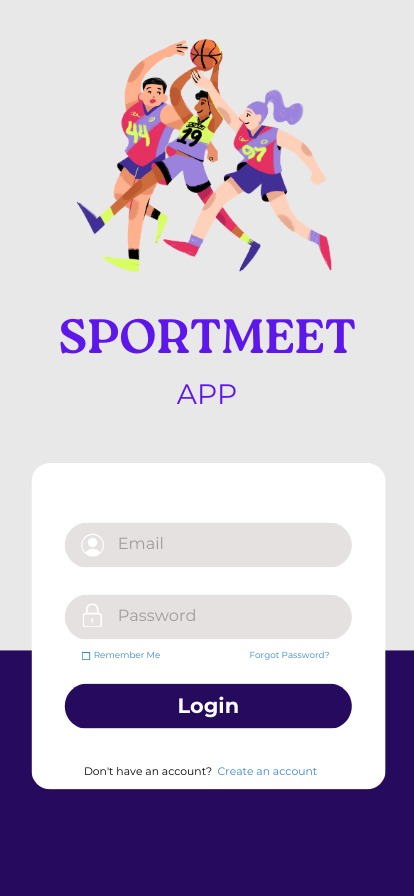 44
19
97
SPORTMEET
APP
Email
Password
Remember Me Forgot Password?
Login
Don't have an account? Create an account